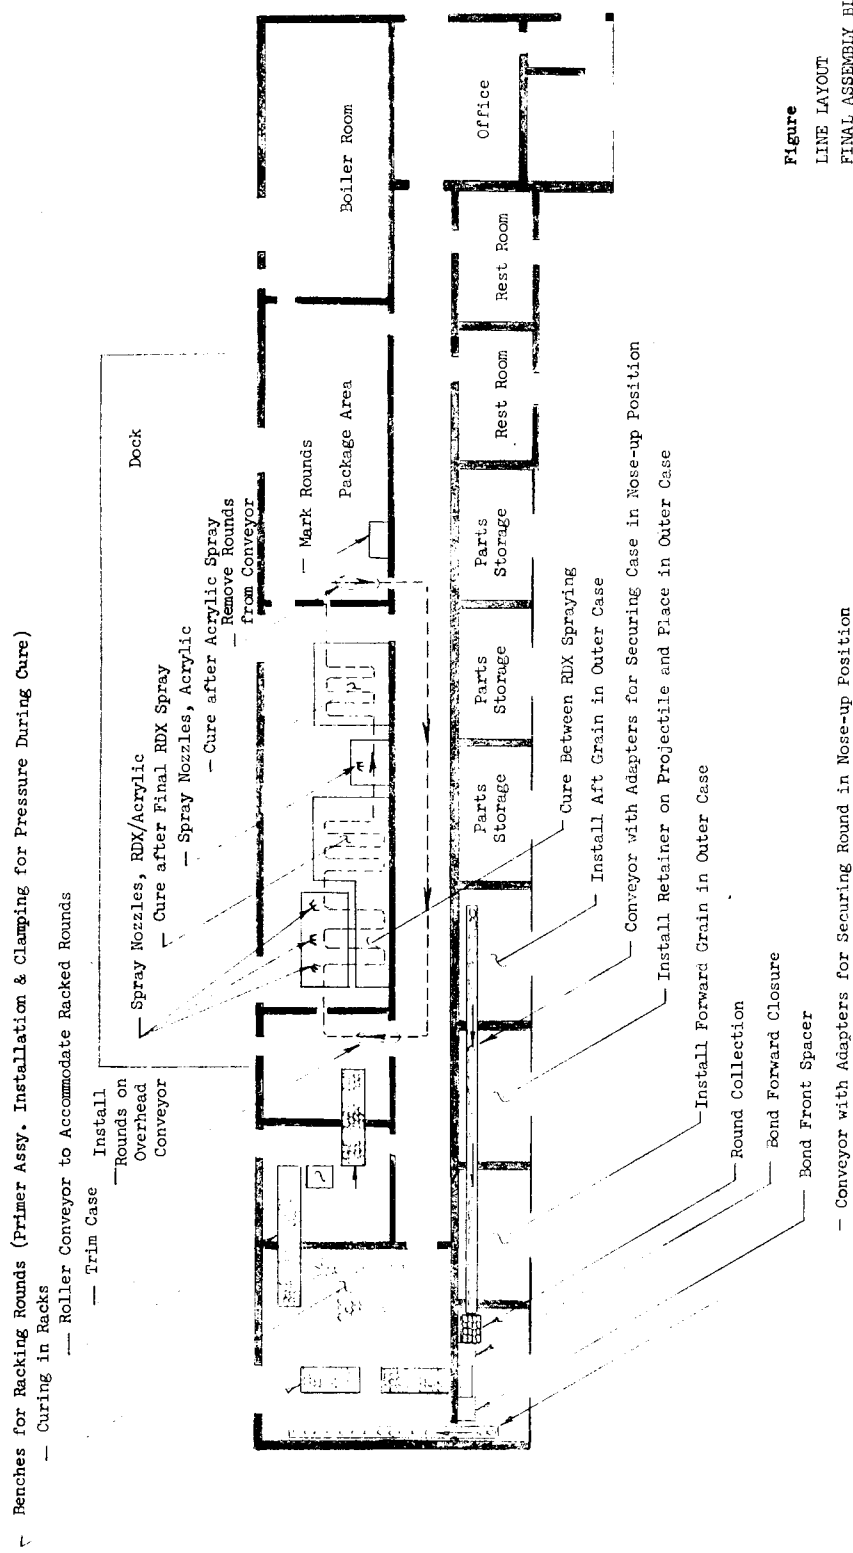 Benches for Racking Rounds (Primer Assy. Installation & Clamping for Pressure During Cure)
— Curing in Racks
— Roller Conveyor to Accommodate Racked Rounds
— Trim Case
Install
Rounds on
Overhead
Conveyor
Spray Nozzles, RDX/Acrylic
Cure after Final RDX Spray
— Spray Nozzles, Acrylic
— Cure after Acrylic Spray
Remove Rounds
from Conveyor
— Mark Rounds
Dock
Package Area
Boiler Room
Office
Rest Room
Rest Room
Parts
Storage
Parts
Storage
Parts
Storage
Cure Between RDX Spraying
Install Aft Grain in Outer Case
Conveyor with Adapters for Securing Case in Nose-up Position
Install Retainer on Projectile and Place in Outer Case
Install Forward Grain in Outer Case
Round Collection
Bond Forward Closure
Bond Front Spacer
— Conveyor with Adapters for Securing Round in Nose-up Position
Figure
LINE LAYOUT
FINAL ASSEMBLY